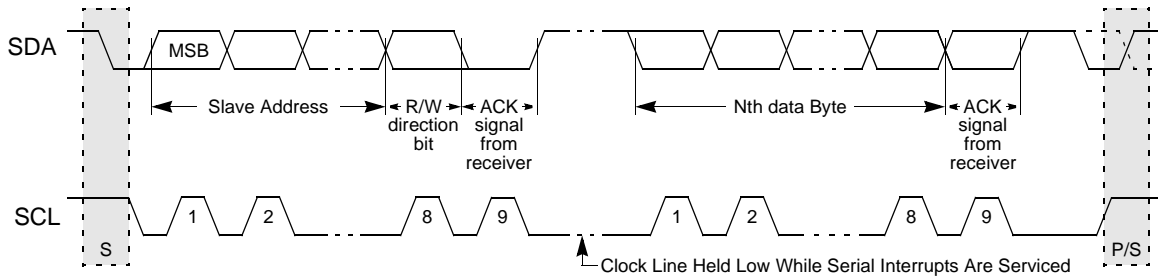 SDA
MSB
Slave Address
R/W
direction
bit
ACK
signal
from
receiver
Nth data Byte
ACK
signal
from
receiver
SCL
1
2
8
9
1
2
8
9
S
P/S
Clock Line Held Low While Serial Interrupts Are Serviced